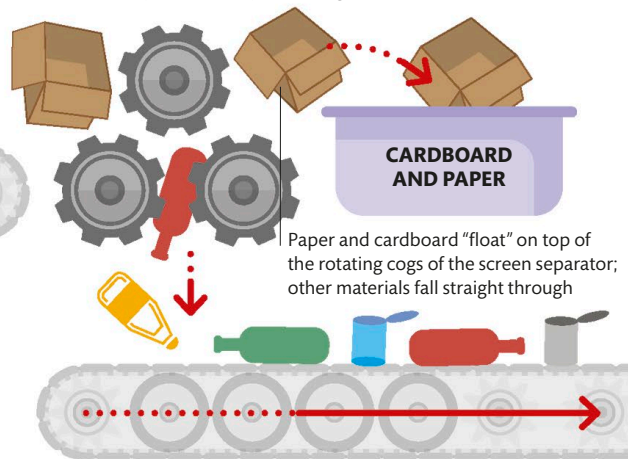 CARDBOARD
AND PAPER
Paper and cardboard “float” on top of
the rotating cogs of the screen separator;
other materials fall straight through